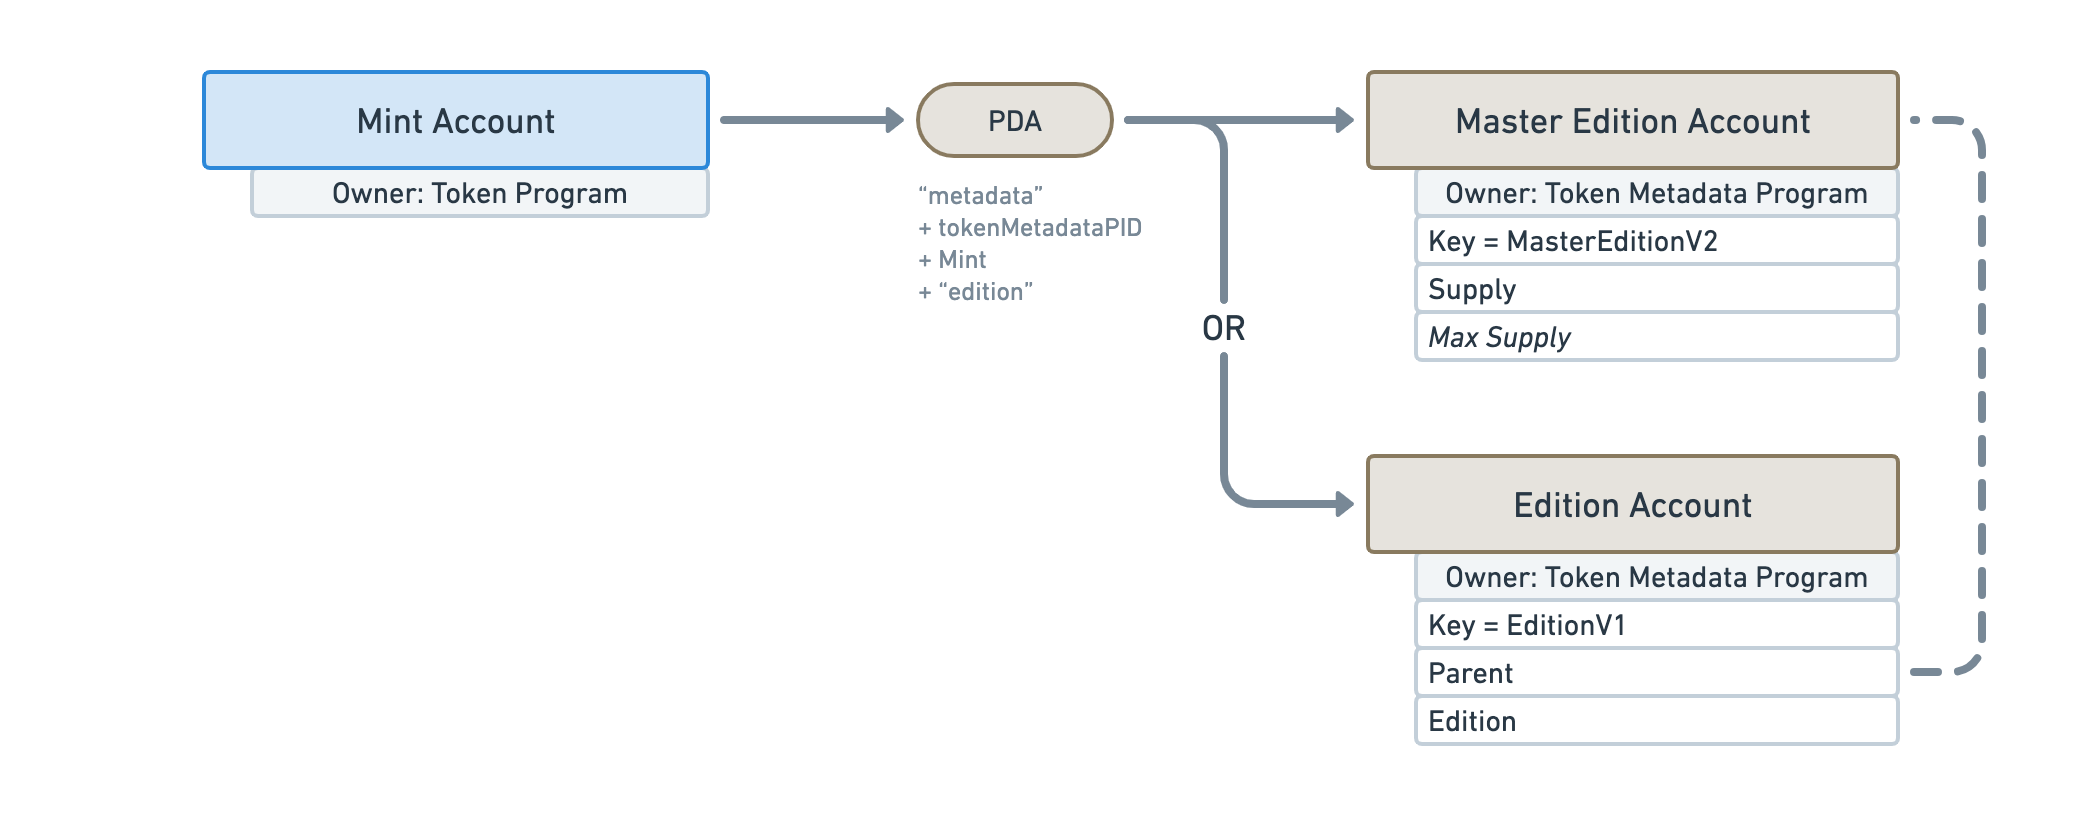 Mint Account
Owner: Token Program
PDA
“metadata”
+ tokenMetadataPID
+ Mint
+ “edition”
OR
Master Edition Account
Owner: Token Metadata Program
Key = MasterEditionV2
Supply
Max Supply
Edition Account
Owner: Token Metadata Program
Key = EditionV1
Parent
Edition